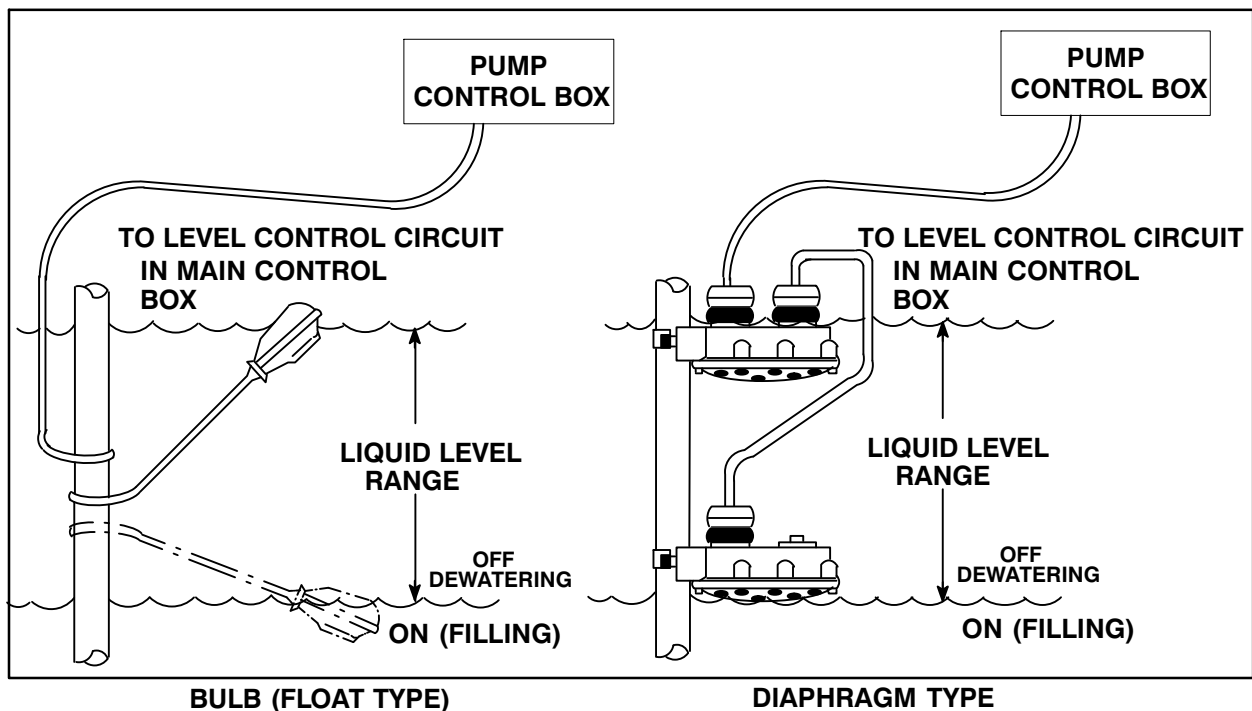 PUMP
CONTROL BOX
TO LEVEL CONTROL CIRCUIT
IN MAIN CONTROL
BOX
LIQUID LEVEL
RANGE
OFF
DEWATERING
ON (FILLING)
BULB (FLOAT TYPE)
PUMP
CONTROL BOX
TO LEVEL CONTROL CIRCUIT
IN MAIN CONTROL
BOX
LIQUID LEVEL
RANGE
OFF
DEWATERING
ON (FILLING)
DIAPHRAGM TYPE